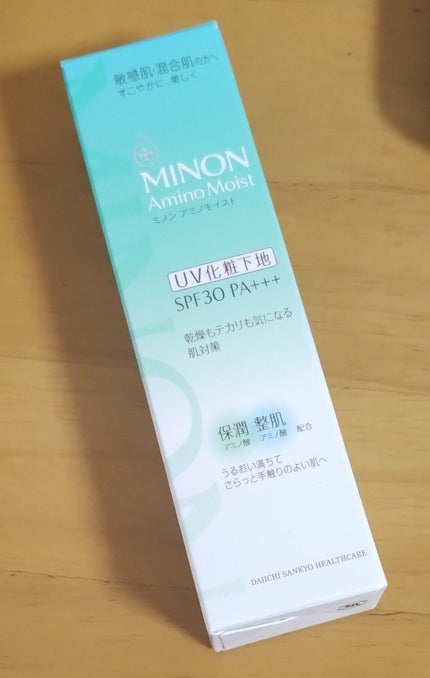 敏感肌・混合肌の方へ
すこやかに、美しく
MINON
Amino Moist
ミノン アミノモイスト
UV化粧下地
SPF30 PA+++
乾燥もテカリも気になる
肌対策
保潤 整肌 配合
アミノ酸 アミノ酸
うるおい満ちて
さらっと手触りのよい肌へ
DAIICHI SANKYO HEALTHCARE